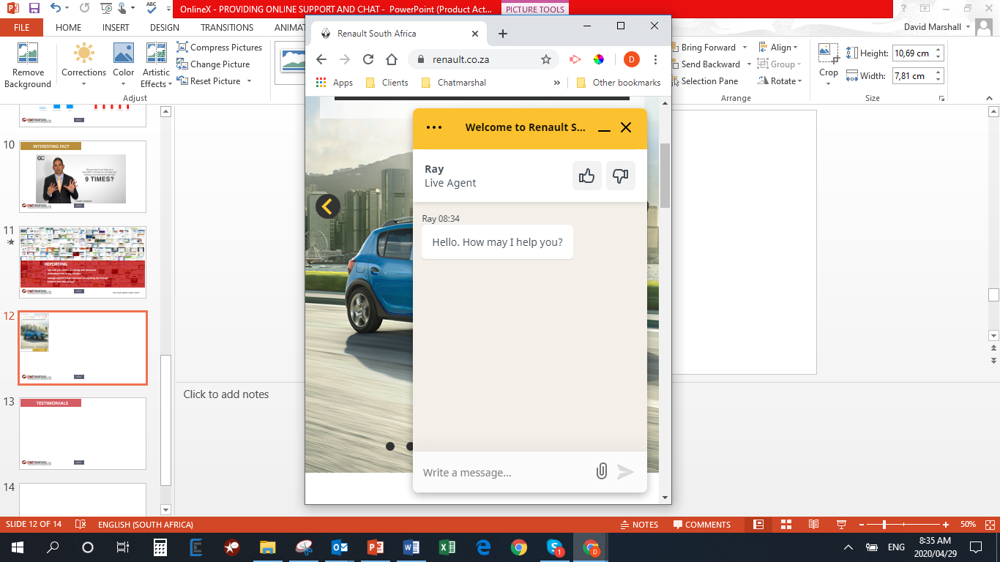 OnlineX - PROVIDING ONLINE SUPPORT AND CHAT - PowerPoint (Product Act...
PICTURE TOOLS
FILE
HOME
INSERT
DESIGN
TRANSITIONS
ANIMAT
David Marshall
Remove
Background
Corrections
Color
Artistic
Effects
Compress Pictures
Change Picture
Reset Picture
Adjust
Bring Forward
Send Backward
Selection Pane
Align
Group
Rotate
Arrange
Crop
Height:
10,69 cm
Width:
7,81 cm
Size
Renault South Africa
renault.co.za
D
Apps
Clients
Chatmarshal
»
Other bookmarks
Welcome to Renault S...
Ray
Live Agent
Ray 08:34
Hello. How may I help you?
Write a message...
10
INTERESTING FACT
GC
9 TIMES?
11
REPORTING
12
13
TESTIMONIALS
14
Click to add notes
SLIDE 12 OF 14
ENGLISH (SOUTH AFRICA)
NOTES
COMMENTS
50%
1
D
ENG
8:35 AM
2020/04/29